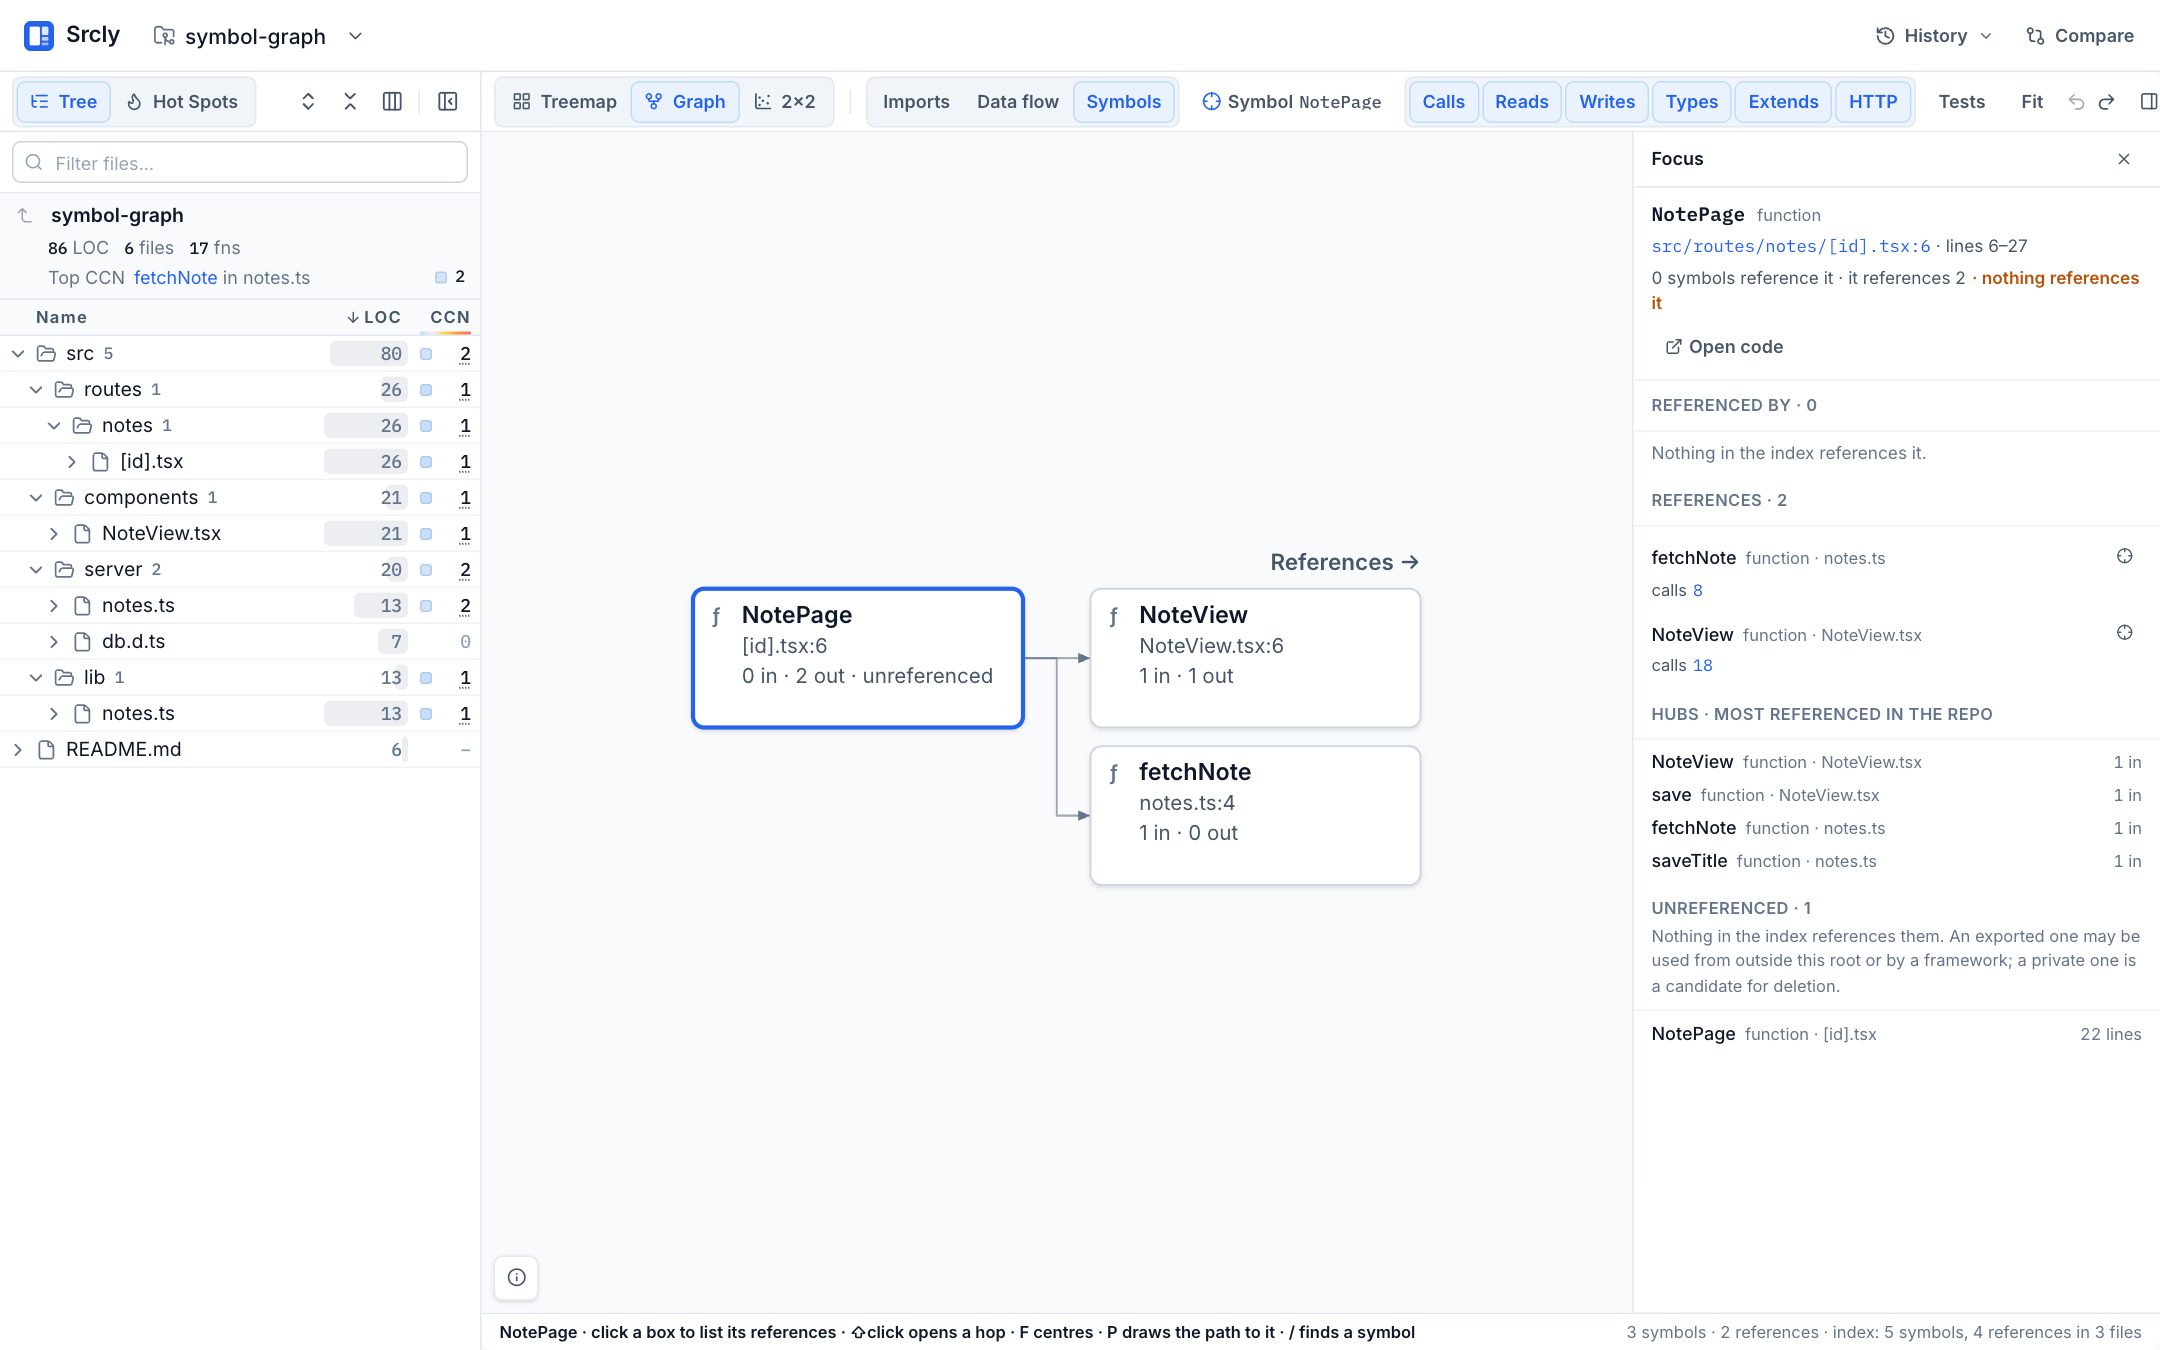 Srcly
symbol-graph
History
Compare
Tree
Hot Spots
Treemap
Graph
2×2
Imports
Data flow
Symbols
Symbol NotePage
Calls
Reads
Writes
Types
Extends
HTTP
Tests
Fit
Filter files...
symbol-graph
86 LOC 6 files 17 fns
Top CCN fetchNote in notes.ts 2
Name ↓ LOC CCN
src 5 80 2
routes 1 26 1
notes 1 26 1
[id].tsx 26 1
components 1 21 1
NoteView.tsx 21 1
server 2 20 2
notes.ts 13 2
db.d.ts 7 0
lib 1 13 1
notes.ts 13 1
README.md 6 –
References →
ƒ NotePage
[id].tsx:6
0 in · 2 out · unreferenced
ƒ NoteView
NoteView.tsx:6
1 in · 1 out
ƒ fetchNote
notes.ts:4
1 in · 0 out
Focus
NotePage function
src/routes/notes/[id].tsx:6 · lines 6–27
0 symbols reference it · it references 2 · nothing references
it
Open code
REFERENCED BY · 0
Nothing in the index references it.
REFERENCES · 2
fetchNote function · notes.ts
calls 8
NoteView function · NoteView.tsx
calls 18
HUBS · MOST REFERENCED IN THE REPO
NoteView function · NoteView.tsx 1 in
save function · NoteView.tsx 1 in
fetchNote function · notes.ts 1 in
saveTitle function · notes.ts 1 in
UNREFERENCED · 1
Nothing in the index references them. An exported one may be
used from outside this root or by a framework; a private one is
a candidate for deletion.
NotePage function · [id].tsx 22 lines
NotePage · click a box to list its references · ⇧click opens a hop · F centres · P draws the path to it · / finds a symbol
3 symbols · 2 references · index: 5 symbols, 4 references in 3 files